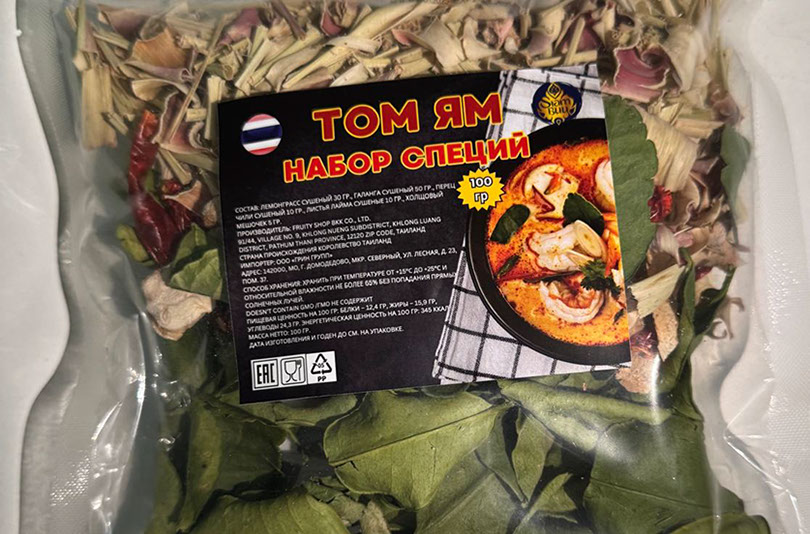 ТОМ ЯМ
НАБОР СПЕЦИЙ
Siam
Buu
100
гр
СОСТАВ: ЛЕМОНГРАСС СУШЕНЫЙ 30 ГР., ГАЛАНГА СУШЕНЫЙ 50 ГР., ПЕРЕЦ
ЧИЛИ СУШЕНЫЙ 10 ГР., ЛИСТЬЯ ЛАЙМА СУШЕНЫЕ 10 ГР., ХОЛЩОВЫЙ
МЕШОЧЕК 5 ГР.
ПРОИЗВОДИТЕЛЬ: FRUITY SHOP BKK CO., LTD.
91/44, VILLAGE NO. 9, KHLONG NUENG SUBDISTRICT, KHLONG LUANG
DISTRICT, PATHUM THANI PROVINCE, 12120 ZIP CODE, ТАИЛАНД
СТРАНА ПРОИСХОЖДЕНИЯ КОРОЛЕВСТВО ТАИЛАНД
ИМПОРТЕР: ООО «ГРИН ГРУПП»
АДРЕС: 142000, МО, Г. ДОМОДЕДОВО, МКР. СЕВЕРНЫЙ, УЛ. ЛЕСНАЯ, Д. 23,
ПОМ. 37
СПОСОБ ХРАНЕНИЯ: ХРАНИТЬ ПРИ ТЕМПЕРАТУРЕ ОТ +15°C ДО +25°C И
ОТНОСИТЕЛЬНОЙ ВЛАЖНОСТИ НЕ БОЛЕЕ 65% БЕЗ ПОПАДАНИЯ ПРЯМЫХ
СОЛНЕЧНЫХ ЛУЧЕЙ.
DOESN'T CONTAIN GMO /ГМО НЕ СОДЕРЖИТ
ПИЩЕВАЯ ЦЕННОСТЬ НА 100 ГР: БЕЛКИ – 12,4 ГР, ЖИРЫ – 15,9 ГР,
УГЛЕВОДЫ 24,3 ГР. ЭНЕРГЕТИЧЕСКАЯ ЦЕННОСТЬ НА 100 ГР: 345 ККАЛ
МАССА НЕТТО: 100 ГР.
ДАТА ИЗГОТОВЛЕНИЯ И ГОДЕН ДО СМ. НА УПАКОВКЕ.
EAC
05
PP